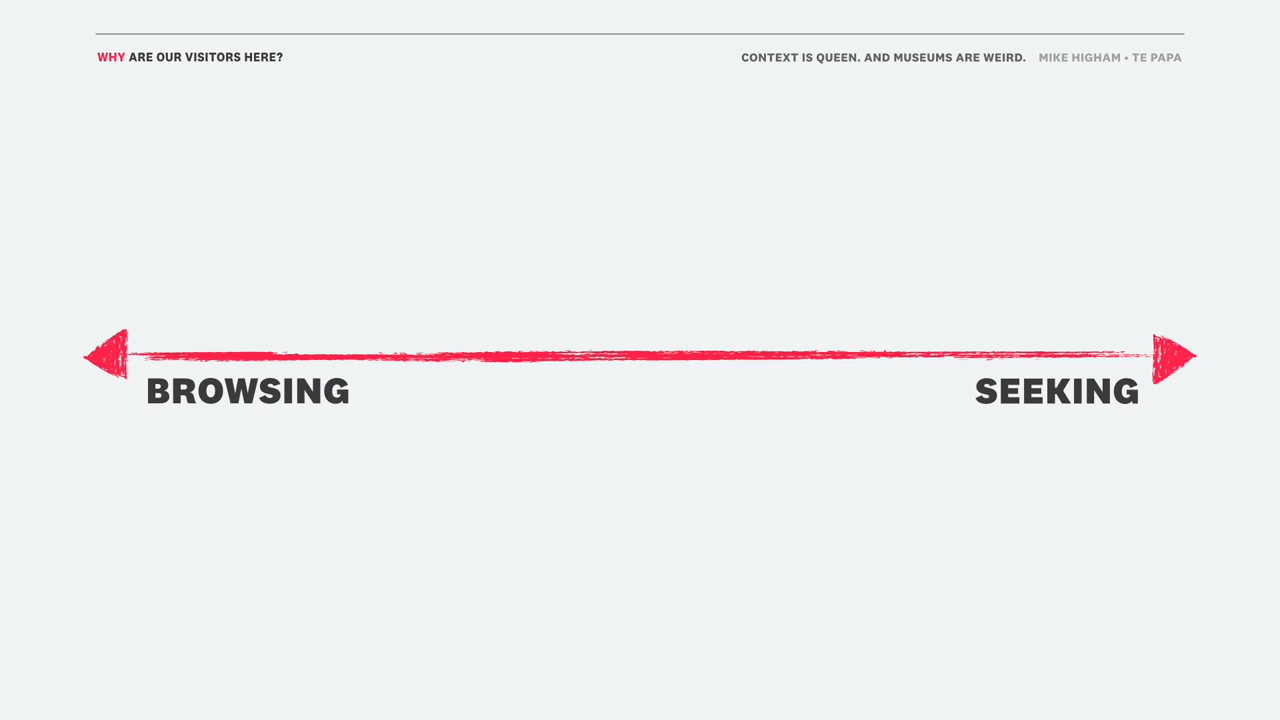 WHY ARE OUR VISITORS HERE?
CONTEXT IS QUEEN. AND MUSEUMS ARE WEIRD. MIKE HIGHAM • TE PAPA
BROWSING
SEEKING